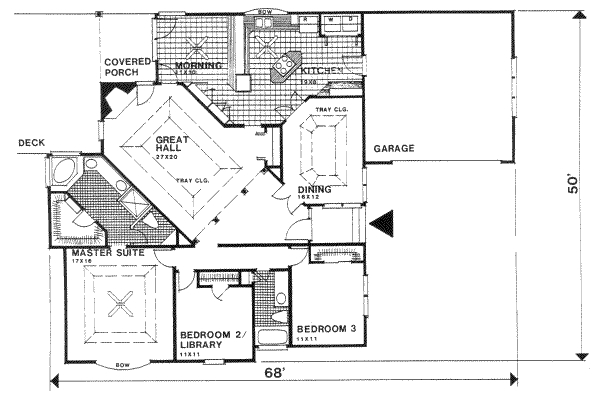 BOW
R
W
D
COVERED
PORCH
MORNING
11X10
KITCHEN
19X8
TRAY CLG.
GREAT
HALL
27X20
TRAY CLG.
GARAGE
DECK
DINING
16X12
50'
MASTER SUITE
17X16
BEDROOM 2/
LIBRARY
11X11
BEDROOM 3
11X11
BOW
68'